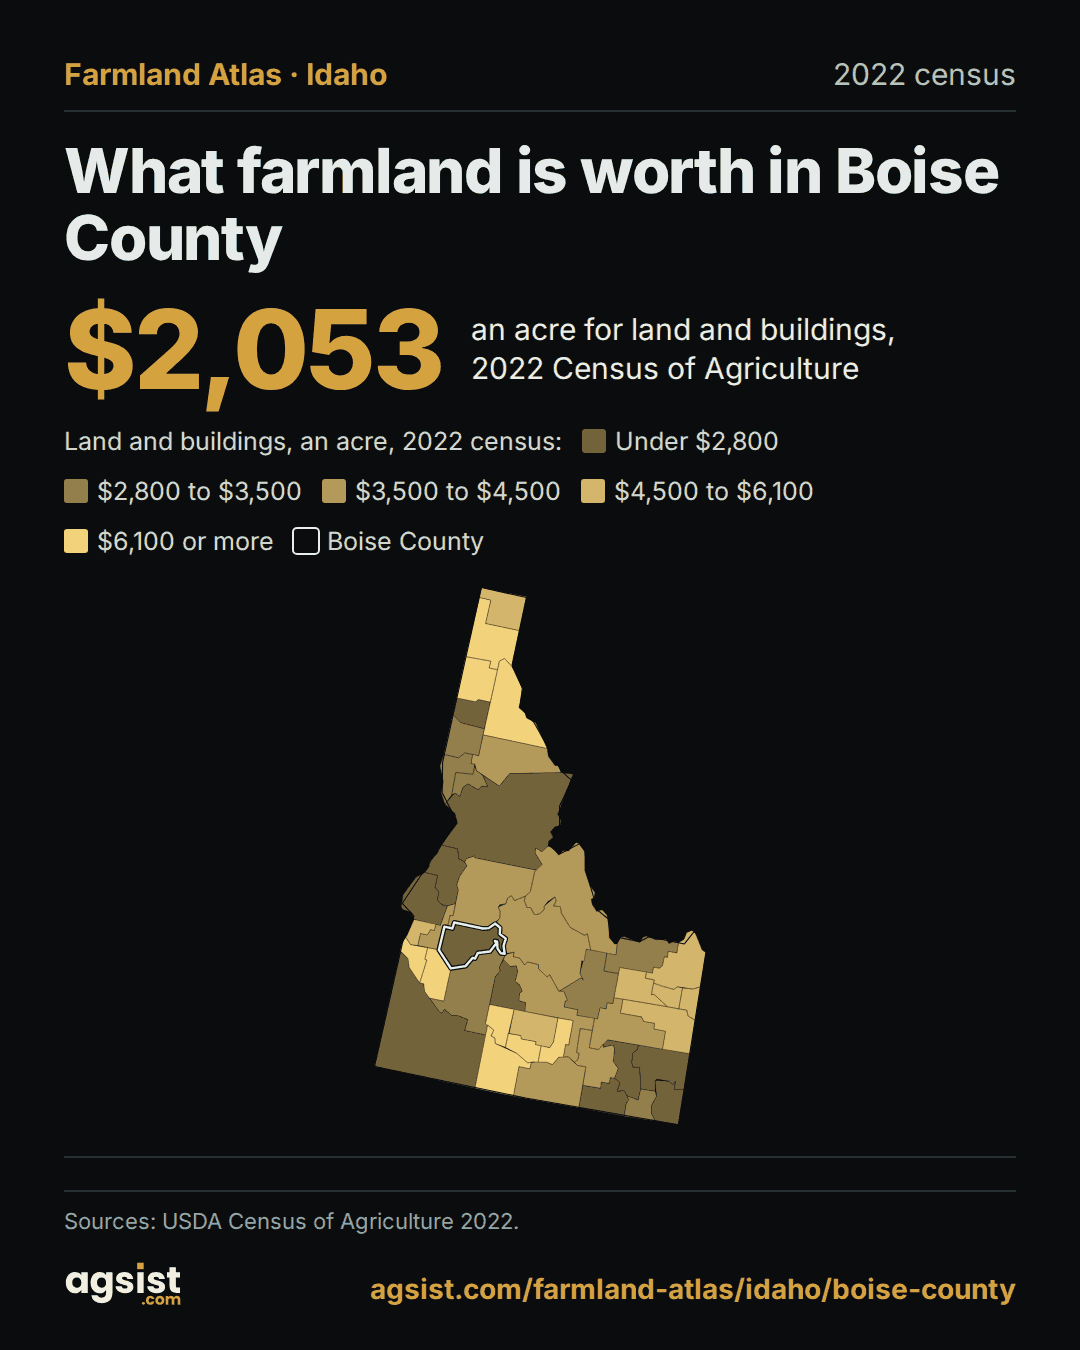 Farmland Atlas · Idaho
2022 census
What farmland is worth in Boise
County
$2,053
an acre for land and buildings,
2022 Census of Agriculture
Land and buildings, an acre, 2022 census: Under $2,800
$2,800 to $3,500 $3,500 to $4,500 $4,500 to $6,100
$6,100 or more Boise County
Sources: USDA Census of Agriculture 2022.
agsist
.com
agsist.com/farmland-atlas/idaho/boise-county